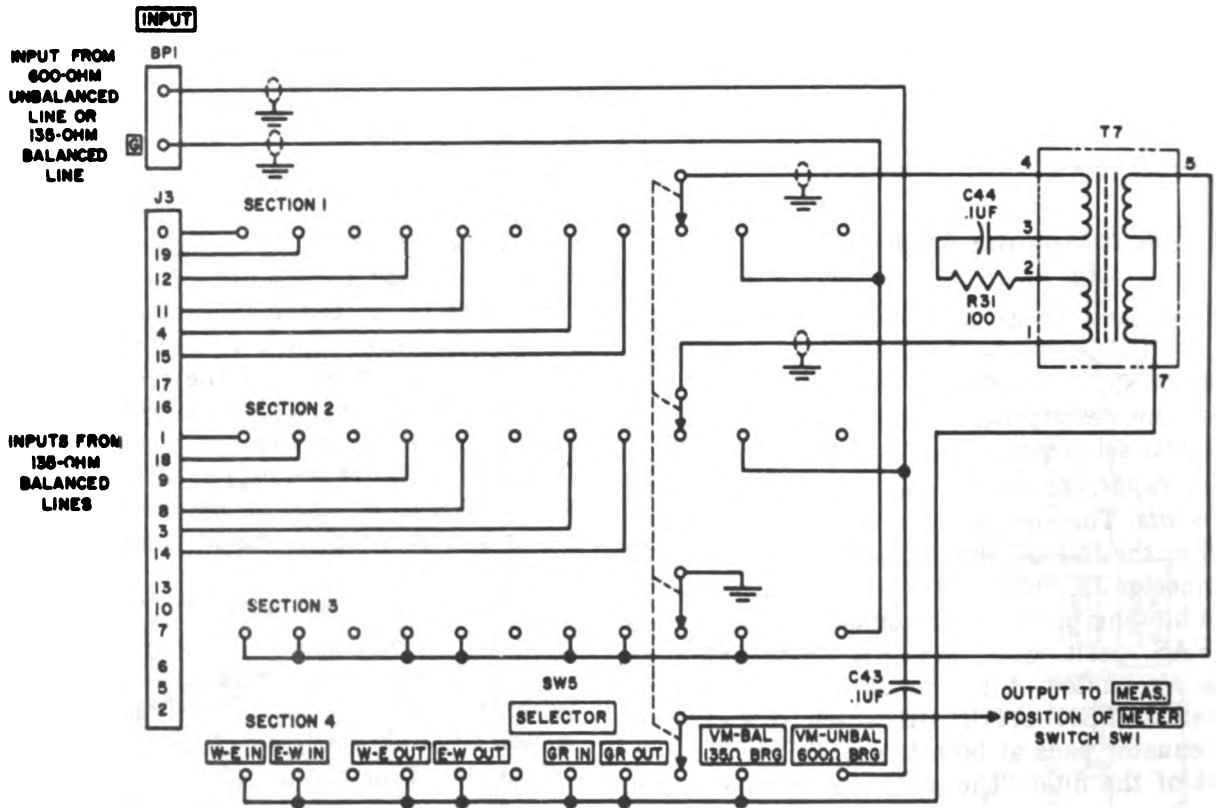 INPUT
BP1
INPUT FROM
600-OHM
UNBALANCED
LINE OR
135-OHM
BALANCED
LINE
G
J3
SECTION 1
0
19
12
11
4
15
17
16
SECTION 2
1
18
9
8
3
14
INPUTS FROM
135-OHM
BALANCED
LINES
13
10
7
6
5
2
SECTION 3
SECTION 4
SW5
SELECTOR
W-E IN
E-W IN
W-E OUT
E-W OUT
GR IN
GR OUT
VM-BAL
135Ω BRG
VM-UNBAL
600Ω BRG
T7
4
5
3
2
1
7
C44
.1UF
R31
100
C43
.1UF
OUTPUT TO MEAS.
POSITION OF METER
SWITCH SW1